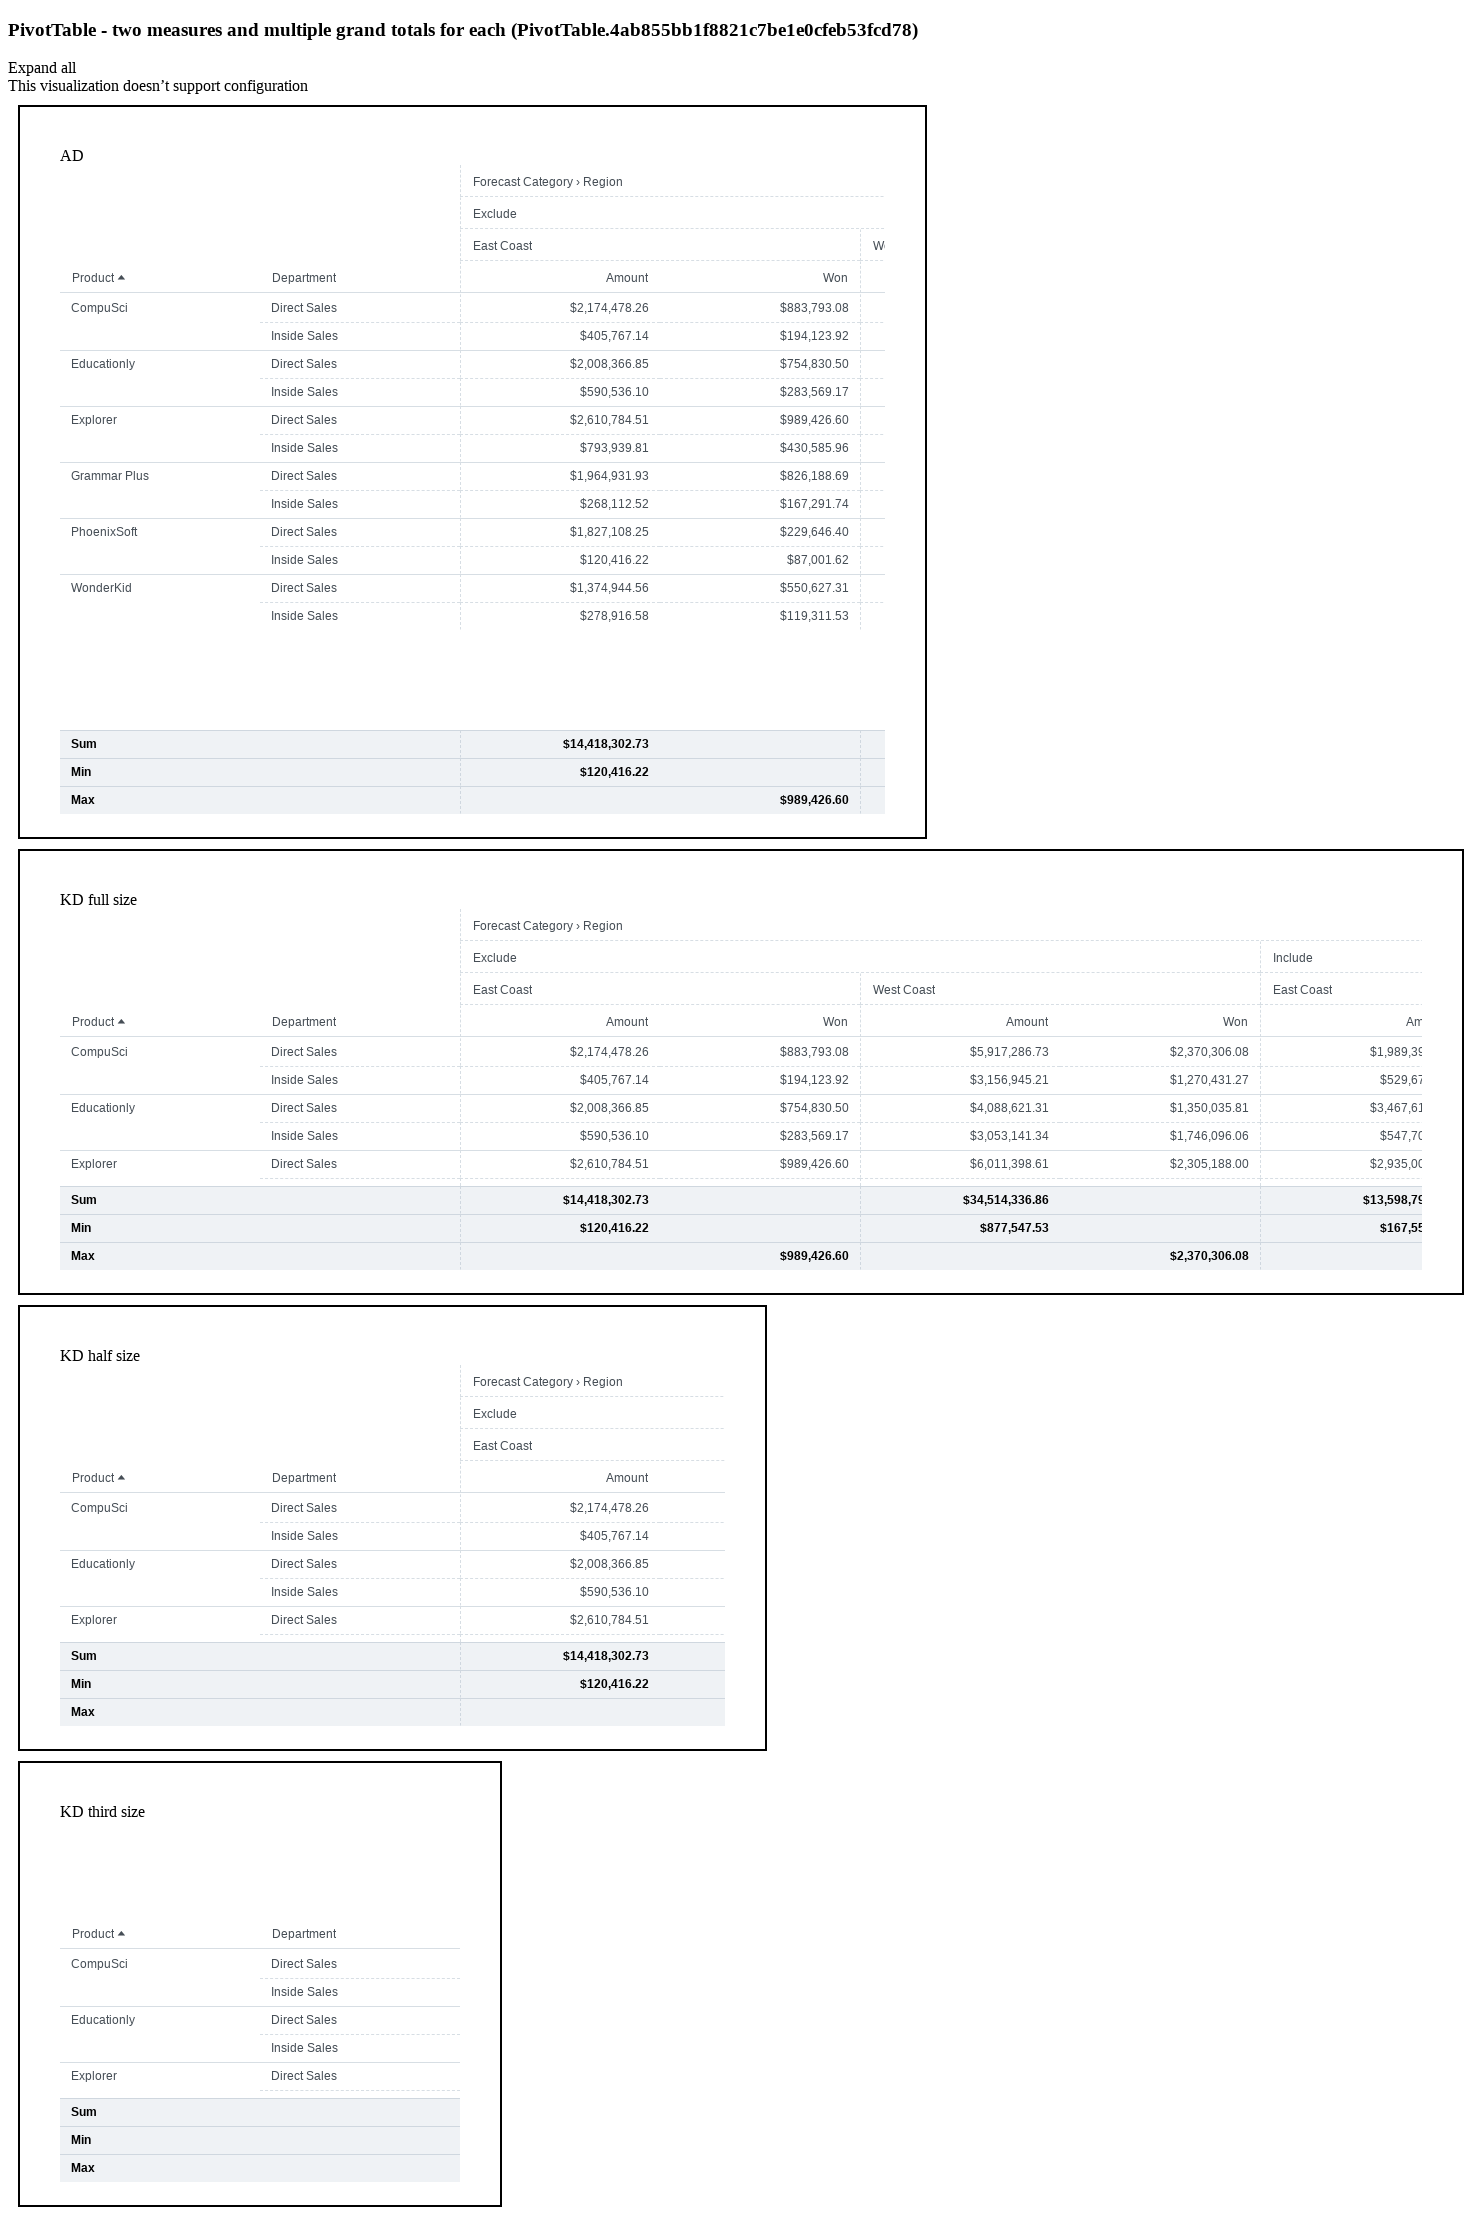 PivotTable - two measures and multiple grand totals for each (PivotTable.4ab855bb1f8821c7be1e0cfeb53fcd78)
Expand all
This visualization doesn’t support configuration
AD
Forecast Category › Region
Exclude
East Coast
Product Department Amount Won
CompuSci Direct Sales $2,174,478.26 $883,793.08
Inside Sales $405,767.14 $194,123.92
Educationly Direct Sales $2,008,366.85 $754,830.50
Inside Sales $590,536.10 $283,569.17
Explorer Direct Sales $2,610,784.51 $989,426.60
Inside Sales $793,939.81 $430,585.96
Grammar Plus Direct Sales $1,964,931.93 $826,188.69
Inside Sales $268,112.52 $167,291.74
PhoenixSoft Direct Sales $1,827,108.25 $229,646.40
Inside Sales $120,416.22 $87,001.62
WonderKid Direct Sales $1,374,944.56 $550,627.31
Inside Sales $278,916.58 $119,311.53
Sum $14,418,302.73
Min $120,416.22
Max $989,426.60
KD full size
Forecast Category › Region
Exclude Include
East Coast West Coast East Coast
Product Department Amount Won Amount Won Am
CompuSci Direct Sales $2,174,478.26 $883,793.08 $5,917,286.73 $2,370,306.08 $1,989,39
Inside Sales $405,767.14 $194,123.92 $3,156,945.21 $1,270,431.27 $529,67
Educationly Direct Sales $2,008,366.85 $754,830.50 $4,088,621.31 $1,350,035.81 $3,467,61
Inside Sales $590,536.10 $283,569.17 $3,053,141.34 $1,746,096.06 $547,70
Explorer Direct Sales $2,610,784.51 $989,426.60 $6,011,398.61 $2,305,188.00 $2,935,00
Sum $14,418,302.73 $34,514,336.86 $13,598,79
Min $120,416.22 $877,547.53 $167,55
Max $989,426.60 $2,370,306.08
KD half size
Forecast Category › Region
Exclude
East Coast
Product Department Amount
CompuSci Direct Sales $2,174,478.26
Inside Sales $405,767.14
Educationly Direct Sales $2,008,366.85
Inside Sales $590,536.10
Explorer Direct Sales $2,610,784.51
Sum $14,418,302.73
Min $120,416.22
Max
KD third size
Product Department
CompuSci Direct Sales
Inside Sales
Educationly Direct Sales
Inside Sales
Explorer Direct Sales
Sum
Min
Max